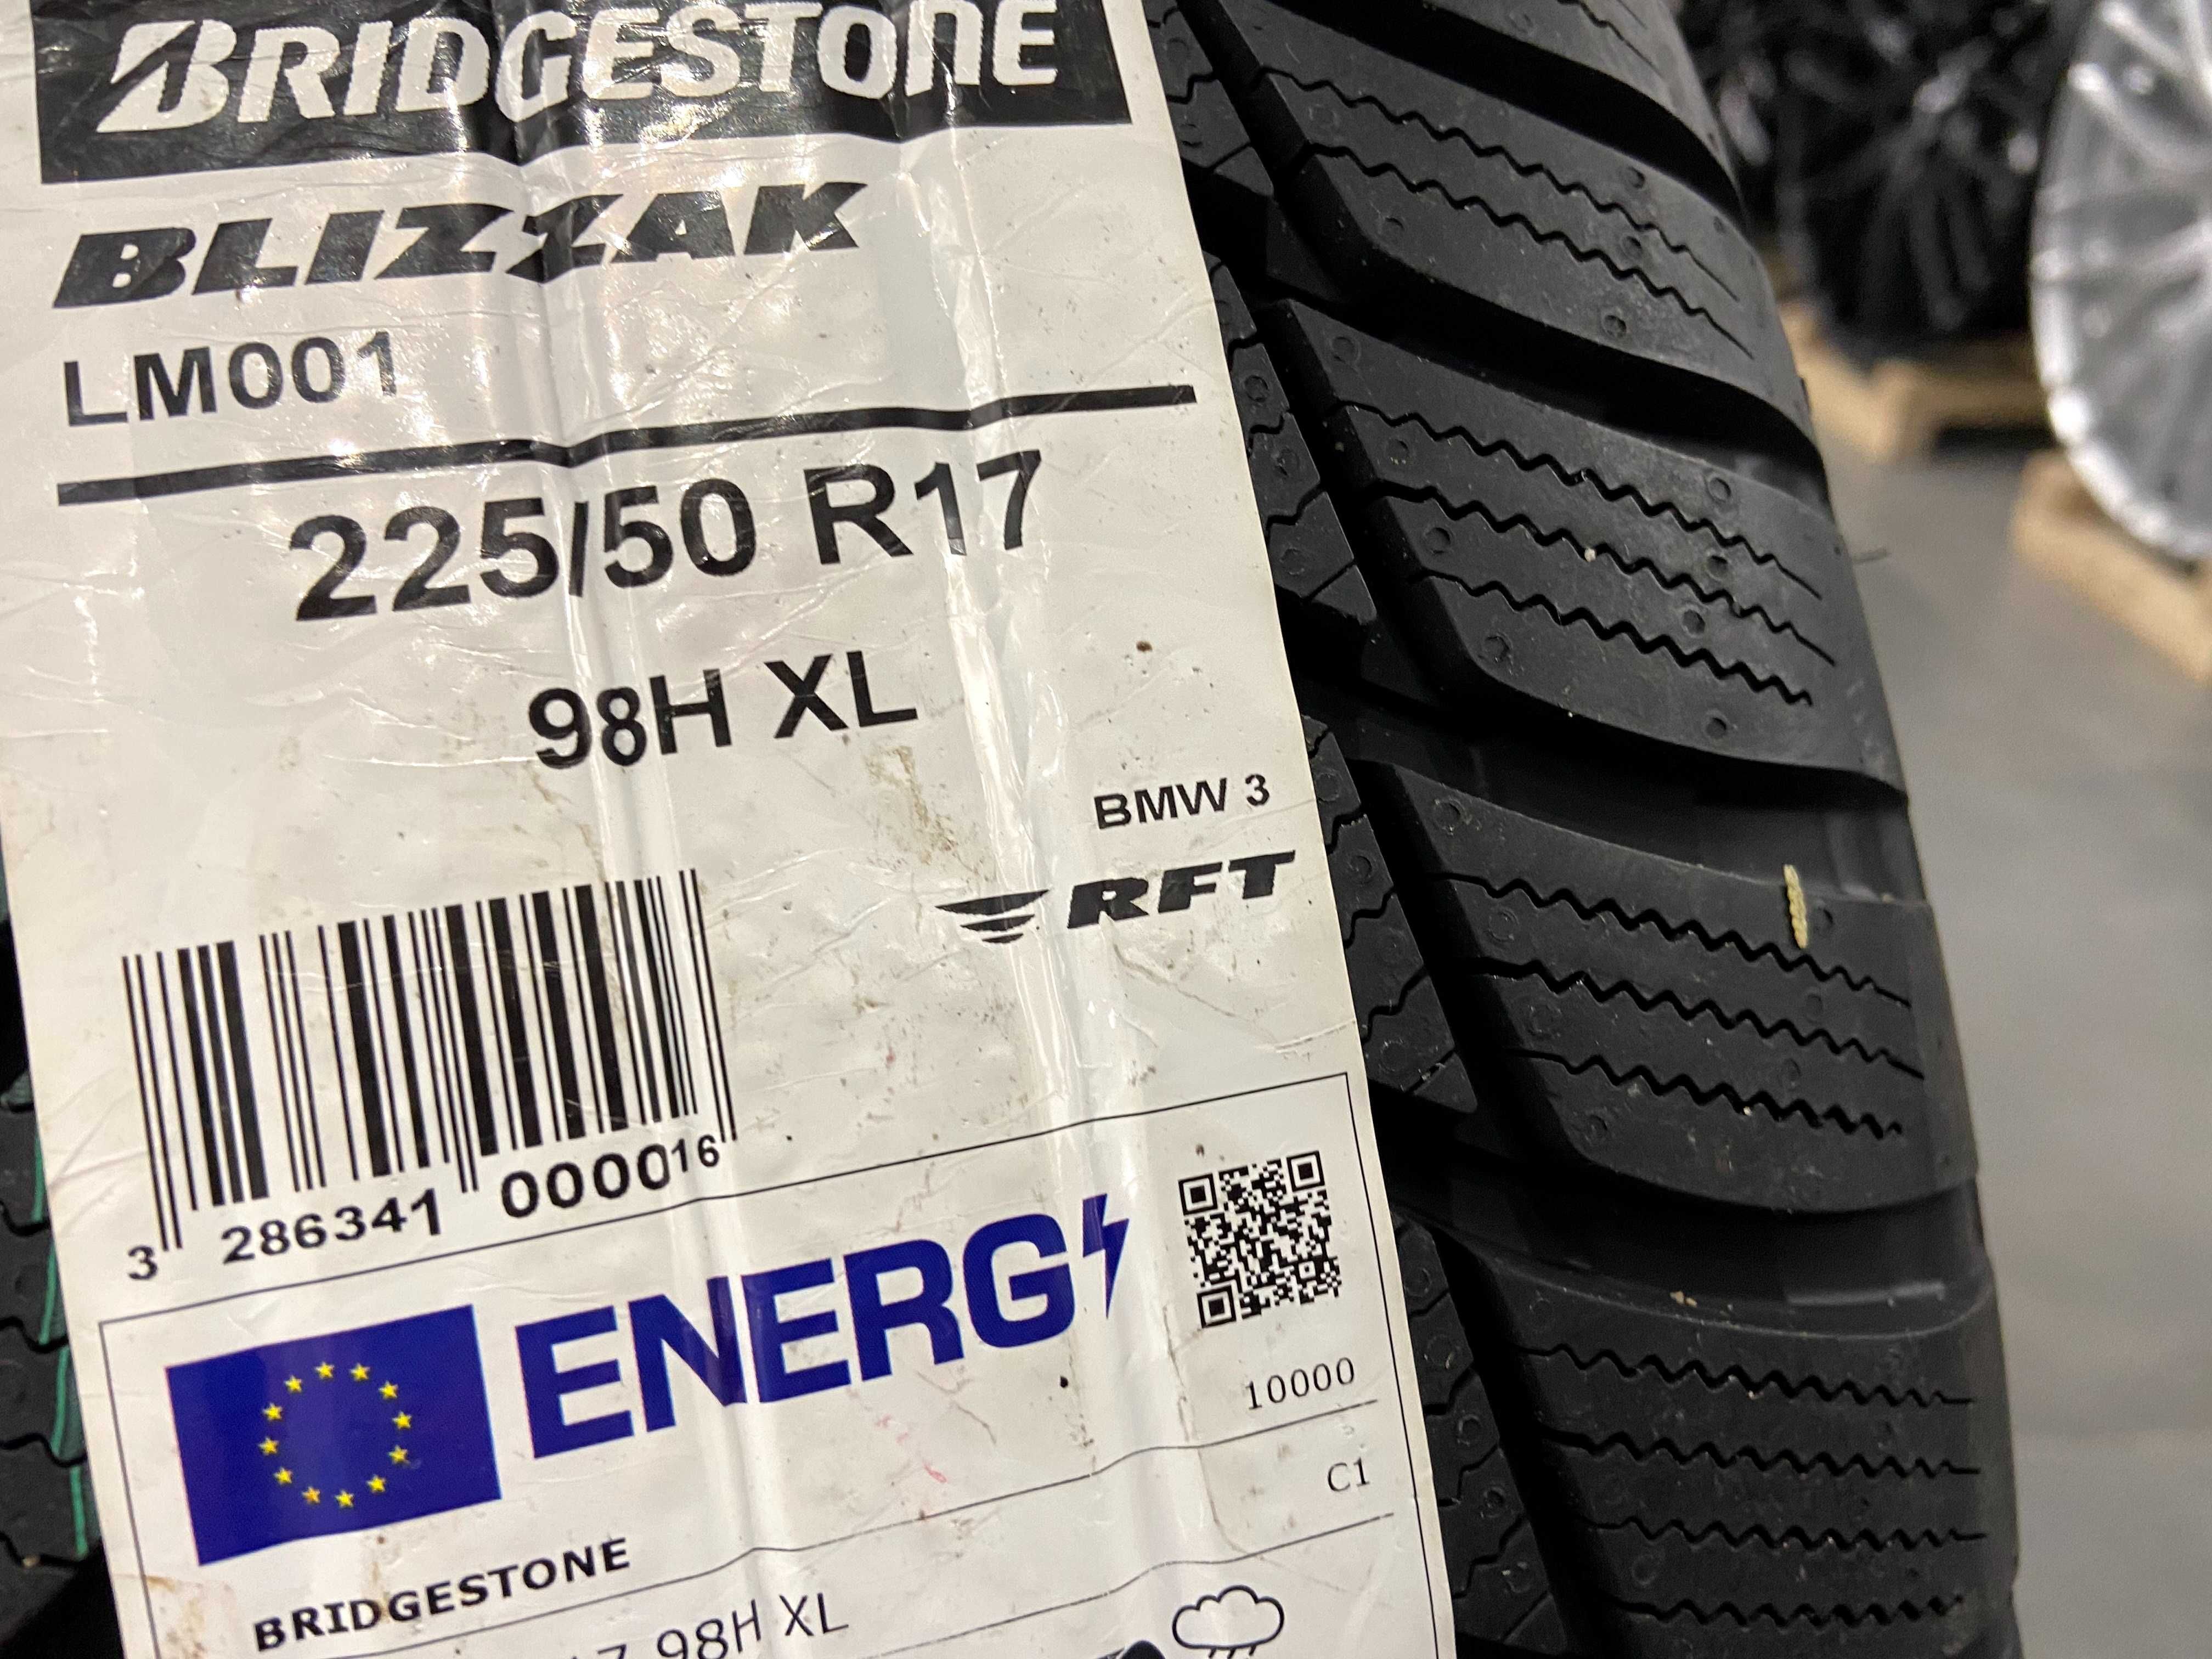 BRIDGESTONE
BLIZZAK
LM001
225/50 R17
98H XL
BMW 3
RFT
3 286341 000016
ENERG
10000
C1
BRIDGESTONE
98H XL